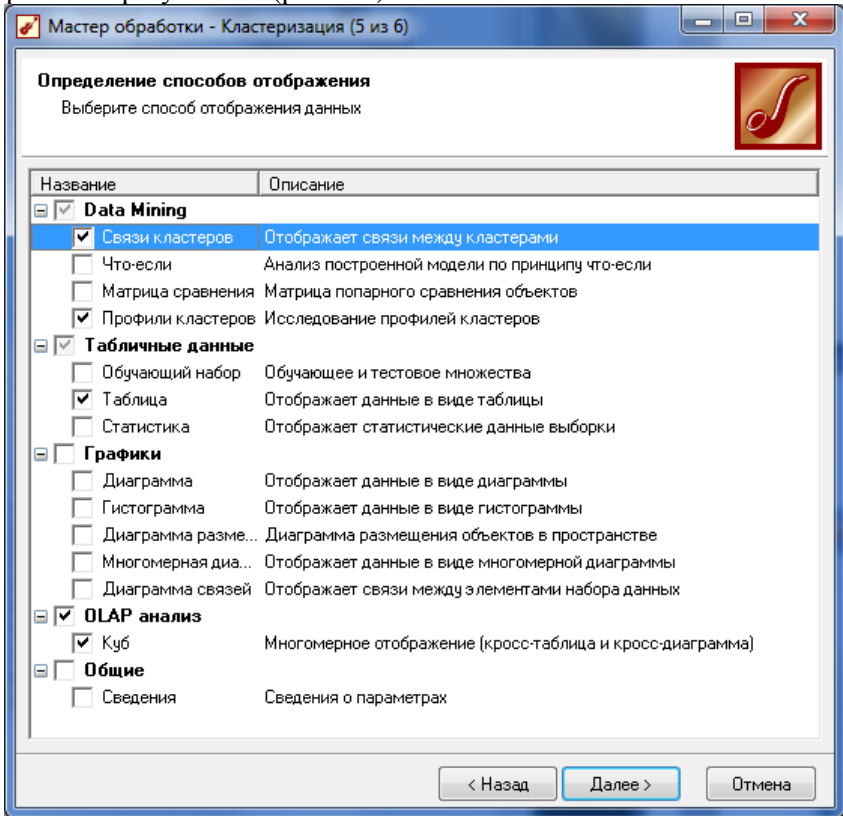 Мастер обработки - Кластеризация (5 из 6)
Определение способов отображения
Выберите способ отображения данных
Название Описание
Data Mining
Связи кластеров Отображает связи между кластерами
Что-если Анализ построенной модели по принципу что-если
Матрица сравнения Матрица попарного сравнения объектов
Профили кластеров Исследование профилей кластеров
Табличные данные
Обучающий набор Обучающее и тестовое множества
Таблица Отображает данные в виде таблицы
Статистика Отображает статистические данные выборки
Графики
Диаграмма Отображает данные в виде диаграммы
Гистограмма Отображает данные в виде гистограммы
Диаграмма разме... Диаграмма размещения объектов в пространстве
Многомерная диа... Отображает данные в виде многомерной диаграммы
Диаграмма связей Отображает связи между элементами набора данных
OLAP анализ
Куб Многомерное отображение (кросс-таблица и кросс-диаграмма)
Общие
Сведения Сведения о параметрах
< Назад Далее > Отмена